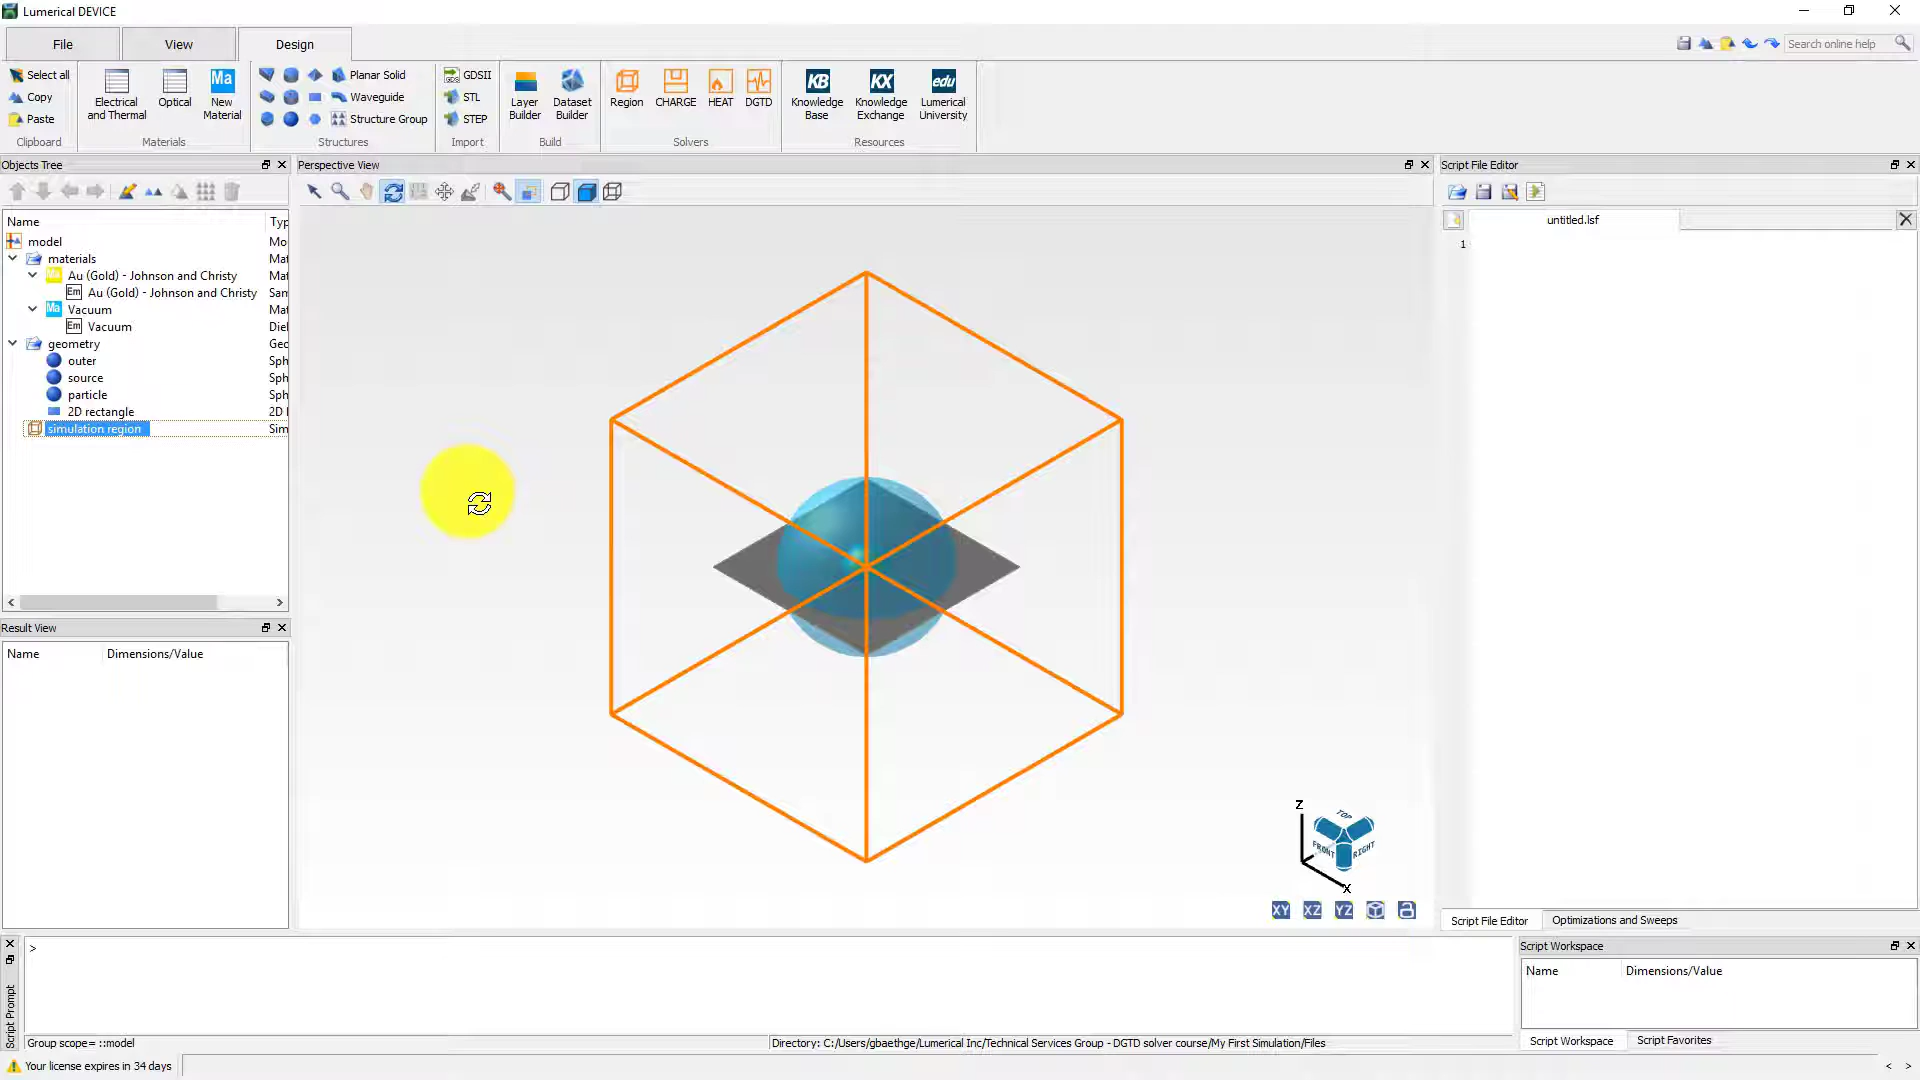 Lumerical DEVICE
File
View
Design
Search online help
Select all
Copy
Paste
Clipboard
Electrical and Thermal
Optical
Ma
New Material
Materials
Planar Solid
Waveguide
Structure Group
Structures
GDSII
STL
STEP
Import
Layer Builder
Dataset Builder
Build
Region
CHARGE
HEAT
DGTD
Solvers
KB
Knowledge Base
KX
Knowledge Exchange
edu
Lumerical University
Resources
Objects Tree
Name
Typ
model
Mo
materials
Mat
Ma Au (Gold) - Johnson and Christy
Mat
Em Au (Gold) - Johnson and Christy
San
Ma Vacuum
Mat
Em Vacuum
Diel
geometry
Geo
outer
Sph
source
Sph
particle
Sph
2D rectangle
2D
simulation region
Sim
Result View
Name
Dimensions/Value
Perspective View
Z
TOP
FRONT
RIGHT
X
XY
XZ
YZ
Script File Editor
untitled.lsf
1
Script File Editor
Optimizations and Sweeps
Script Prompt
>
Group scope= ::model
Directory: C:/Users/gbaethge/Lumerical Inc/Technical Services Group - DGTD solver course/My First Simulation/Files
Script Workspace
Name
Dimensions/Value
Script Workspace
Script Favorites
Your license expires in 34 days